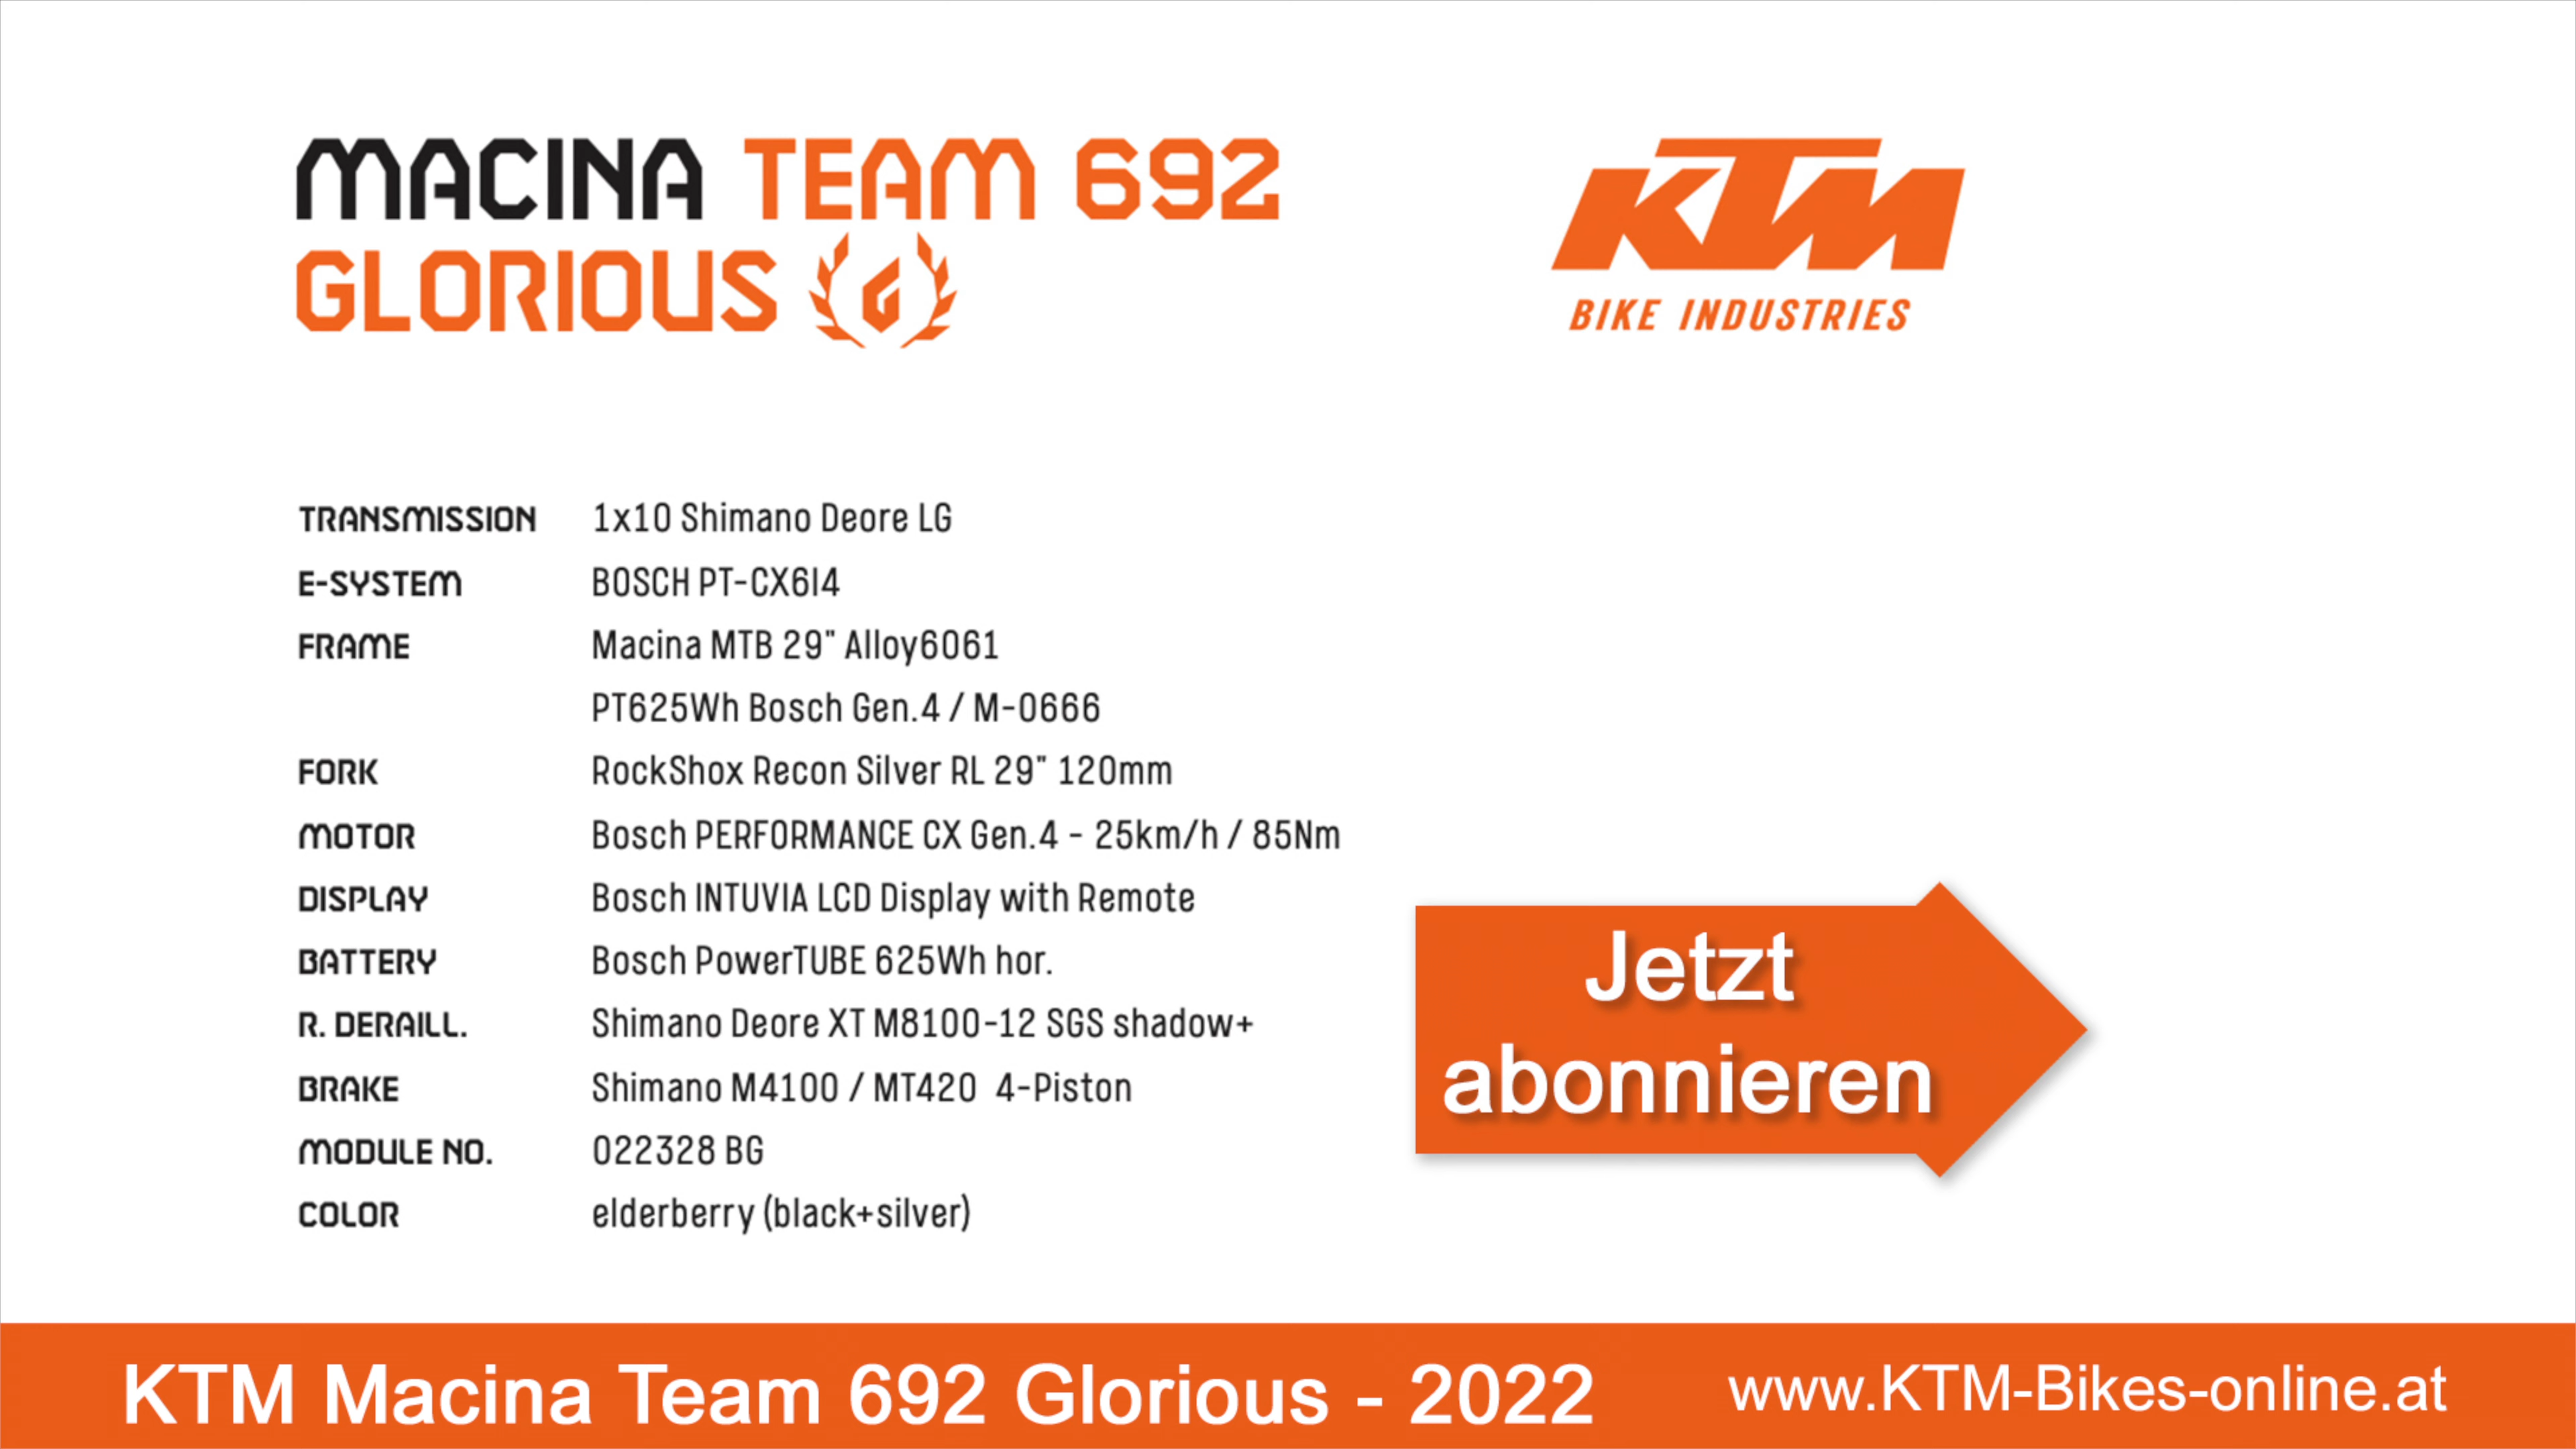 MACINA TEAM 692
GLORIOUS
KTM
BIKE INDUSTRIES
TRANSMISSION 1x10 Shimano Deore LG
E-SYSTEM BOSCH PT-CX6I4
FRAME Macina MTB 29" Alloy6061
PT625Wh Bosch Gen.4 / M-0666
FORK RockShox Recon Silver RL 29" 120mm
MOTOR Bosch PERFORMANCE CX Gen.4 - 25km/h / 85Nm
DISPLAY Bosch INTUVIA LCD Display with Remote
BATTERY Bosch PowerTUBE 625Wh hor.
R. DERAILL. Shimano Deore XT M8100-12 SGS shadow+
BRAKE Shimano M4100 / MT420 4-Piston
MODULE NO. 022328 BG
COLOR elderberry (black+silver)
Jetzt
abonnieren
KTM Macina Team 692 Glorious - 2022
www.KTM-Bikes-online.at